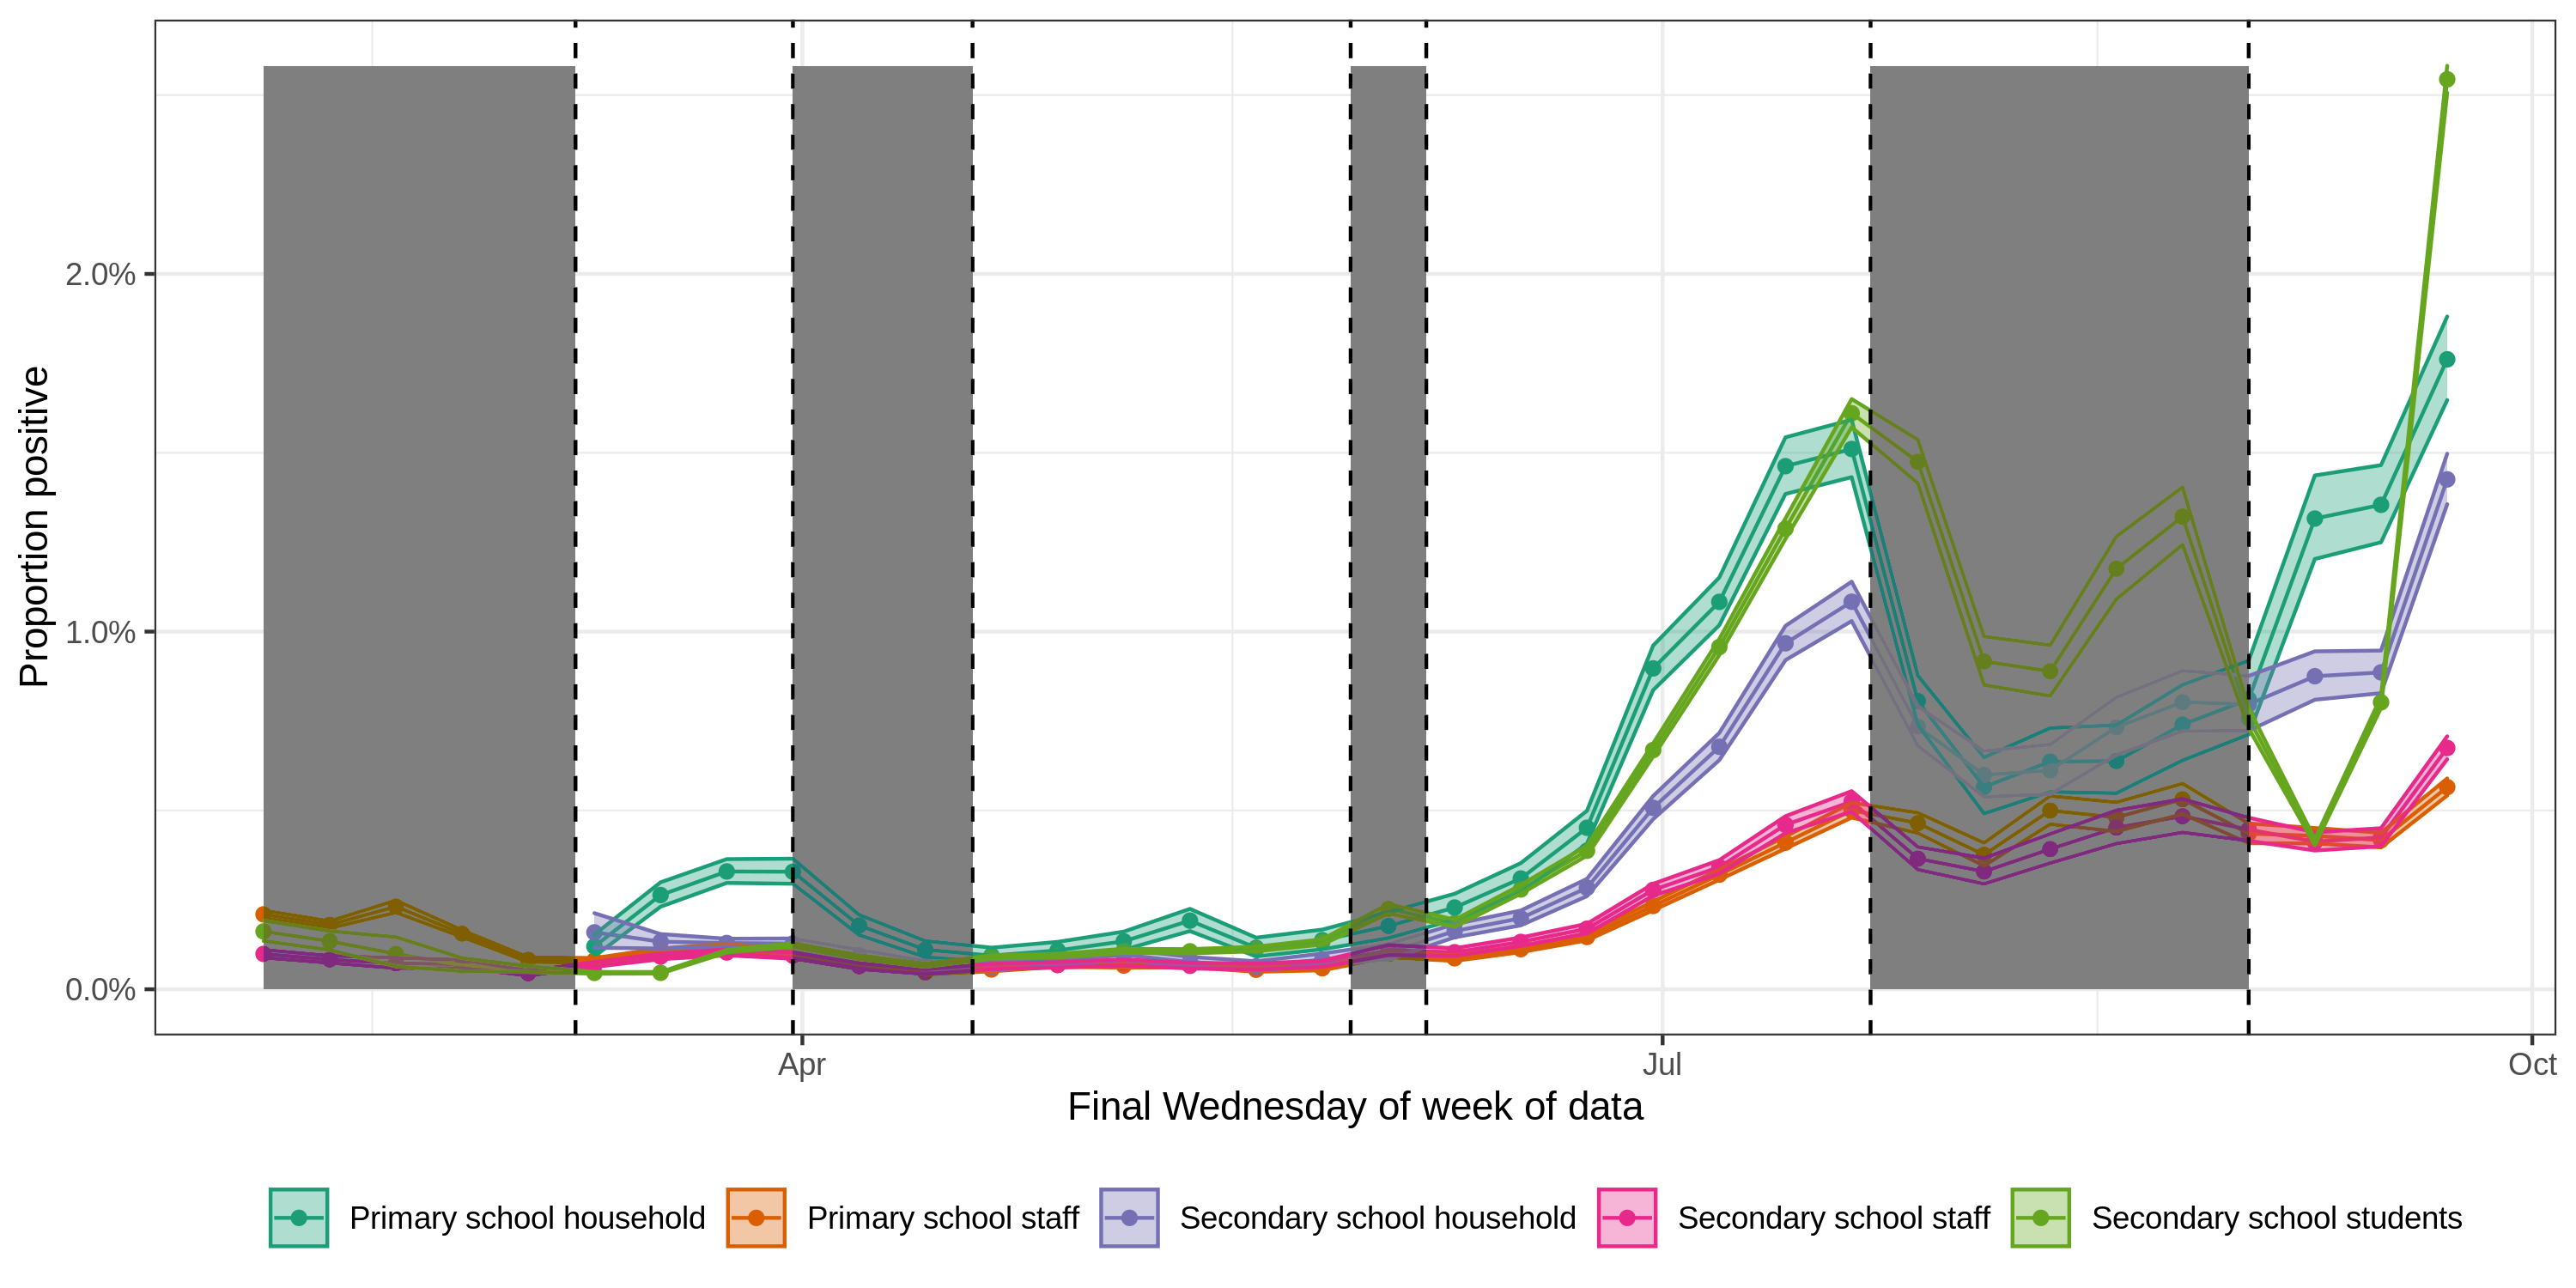 Proportion positive
2.0%
1.0%
0.0%
Apr Jul Oct
Final Wednesday of week of data
Primary school household Primary school staff Secondary school household Secondary school staff Secondary school students